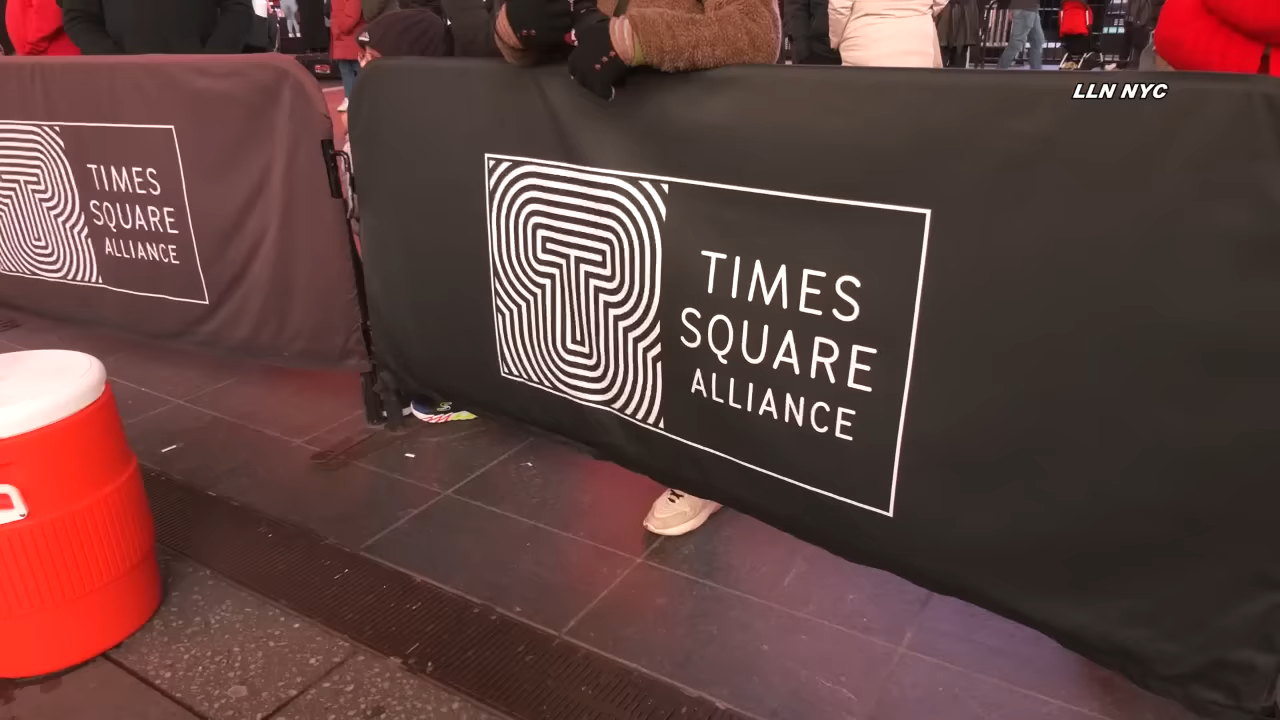 LLN NYC
TIMES
SQUARE
ALLIANCE
TIMES
SQUARE
ALLIANCE